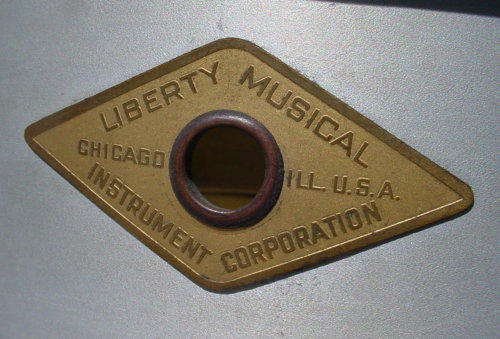 LIBERTY MUSICAL
CHICAGO ILL. U.S.A.
INSTRUMENT CORPORATION